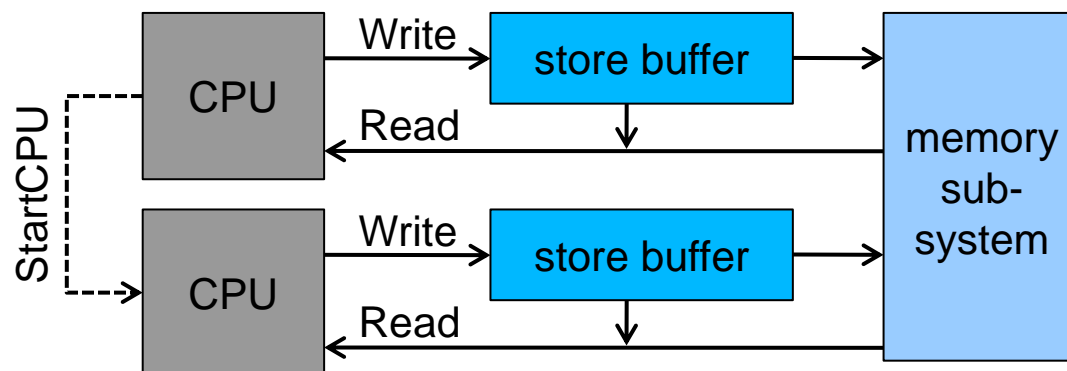 StartCPU
CPU
Write
store buffer
Read
CPU
Write
store buffer
Read
memory
sub-
system